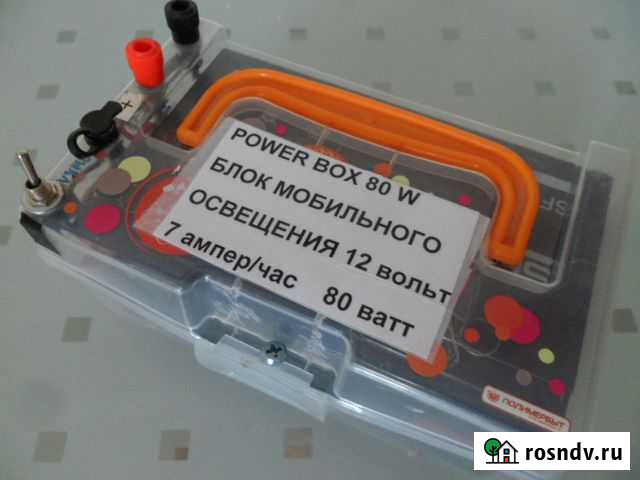 POWER BOX 80 W
БЛОК МОБИЛЬНОГО
ОСВЕЩЕНИЯ 12 вольт
7 ампер/час 80 ватт
+
ПОЛИМЕРБЫТ
rosndv.ru